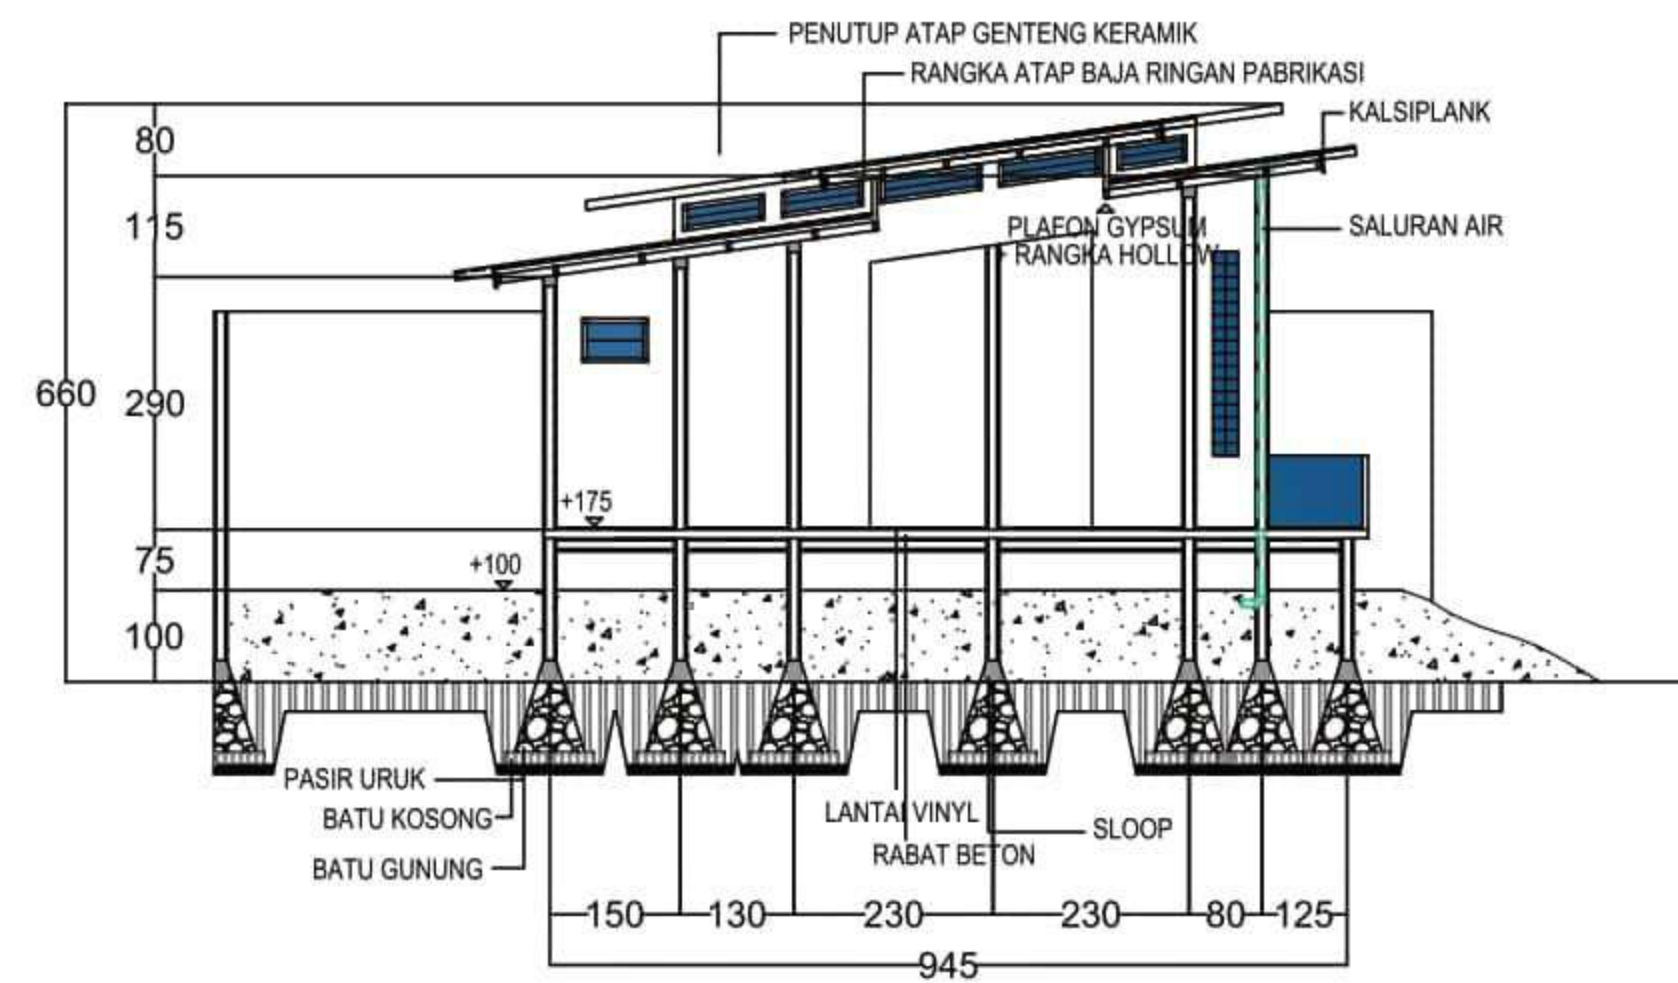 PENUTUP ATAP GENTENG KERAMIK
RANGKA ATAP BAJA RINGAN PABRIKASI
KALSIPLANK
80
115
PLAFON GYPSUM
+ RANGKA HOLLOW
SALURAN AIR
660
290
+175
75
+100
100
PASIR URUK
BATU KOSONG
BATU GUNUNG
LANTAI VINYL
SLOOP
RABAT BETON
150
130
230
230
80
125
945